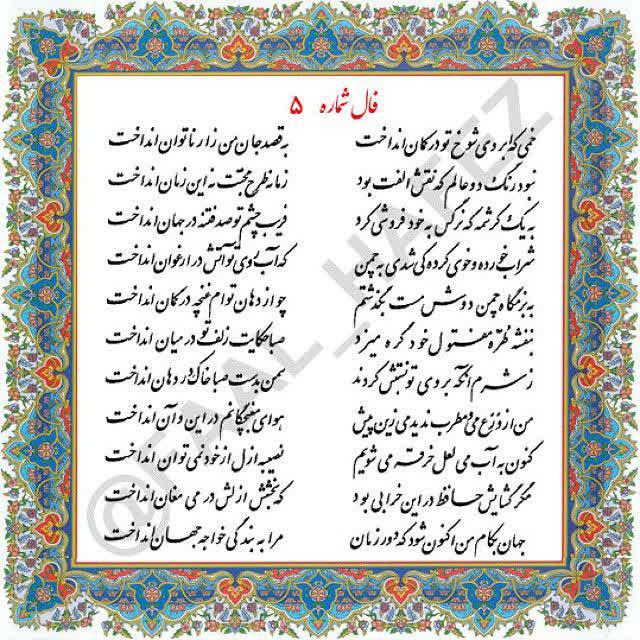 فال شماره ۵
خمی که ابروی شوخ تو در کمان انداخت به قصد جان من زار ناتوان انداخت
نبود رنگ دو عالم که نقش الفت بود زمانه طرح محبت نه این زمان انداخت
به یک کرشمه که نرگس به خود فروشی کرد فریب چشم تو صد فتنه در جهان انداخت
شراب خورده و خوی کرده کی شدی به چمن که آب روی تو آتش در ارغوان انداخت
به بزمگاه چمن دوش مست بگذشتم چو از دهان توام غنچه در گمان انداخت
بنفشه طره مفتول خود گره میزد صبا حکایت زلف تو در میان انداخت
ز شرم آنکه به روی تو نسبتش کردند سمن بدست صبا خاک در دهان انداخت
من از ورع می و مطرب ندیدمی زین پیش هوای مغبچگانم در این و آن انداخت
کنون به آب می لعل خرقه می شویم نصیبه ازل از خود نمی توان انداخت
مگر گشایش حافظ در این خرابی بود که بخشش ازلش در می مغان انداخت
جهان بکام من اکنون شود که دور زمان مرا به بندگی خواجه جهان انداخت
@FAAL_HAFEZ